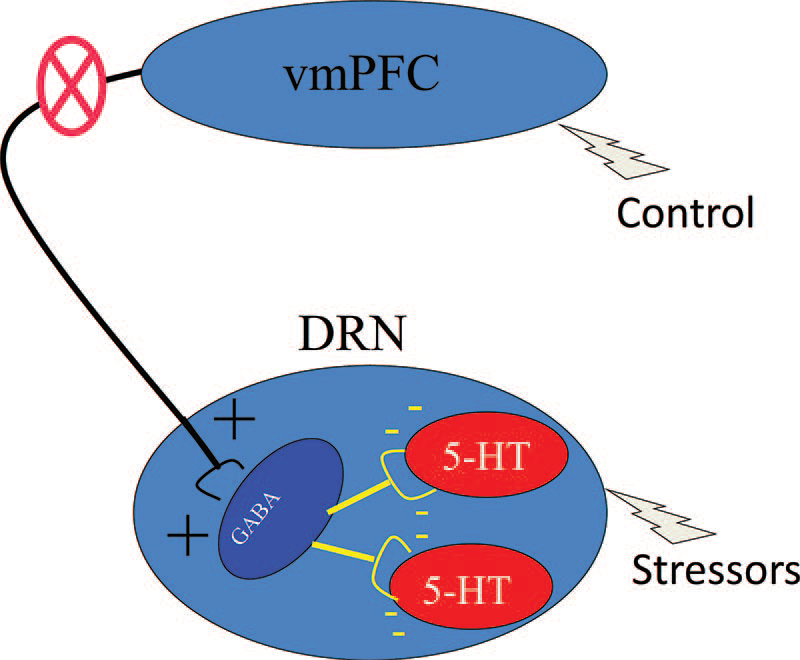 vmPFC
Control
DRN
+
5-HT
GABA
+
5-HT
Stressors